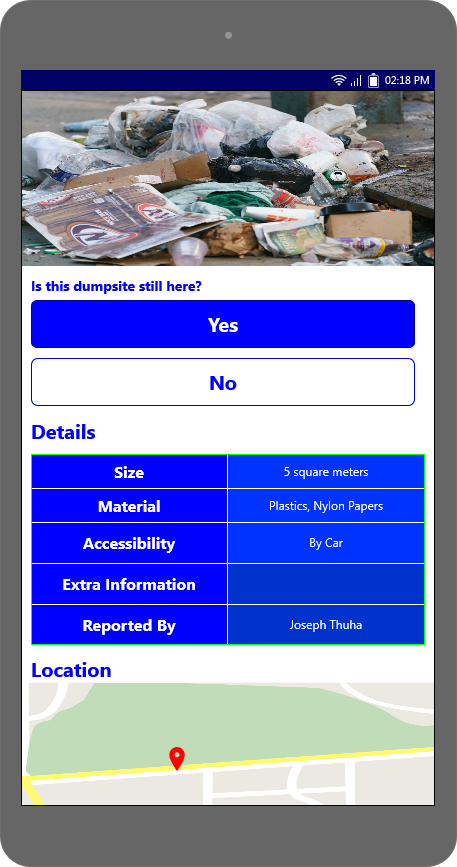 02:18 PM
Is this dumpsite still here?
Yes
No
Details
Size 5 square meters
Material Plastics, Nylon Papers
Accessibility By Car
Extra Information
Reported By Joseph Thuha
Location